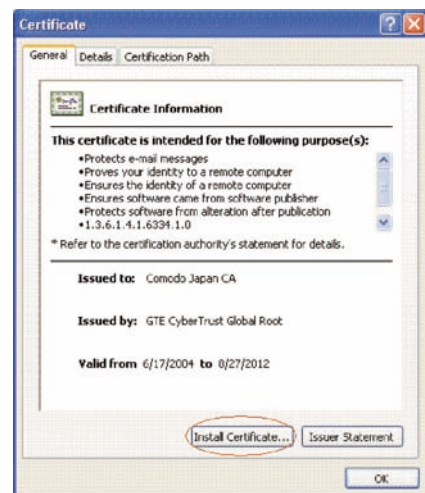 Certificate
General Details Certification Path
Certificate Information
This certificate is intended for the following purpose(s):
•Protects e-mail messages
•Proves your identity to a remote computer
•Ensures the identity of a remote computer
•Ensures software came from software publisher
•Protects software from alteration after publication
•1.3.6.1.4.1.6334.1.0
* Refer to the certification authority's statement for details.
Issued to: Comodo Japan CA
Issued by: GTE CyberTrust Global Root
Valid from 6/17/2004 to 8/27/2012
Install Certificate... Issuer Statement
OK